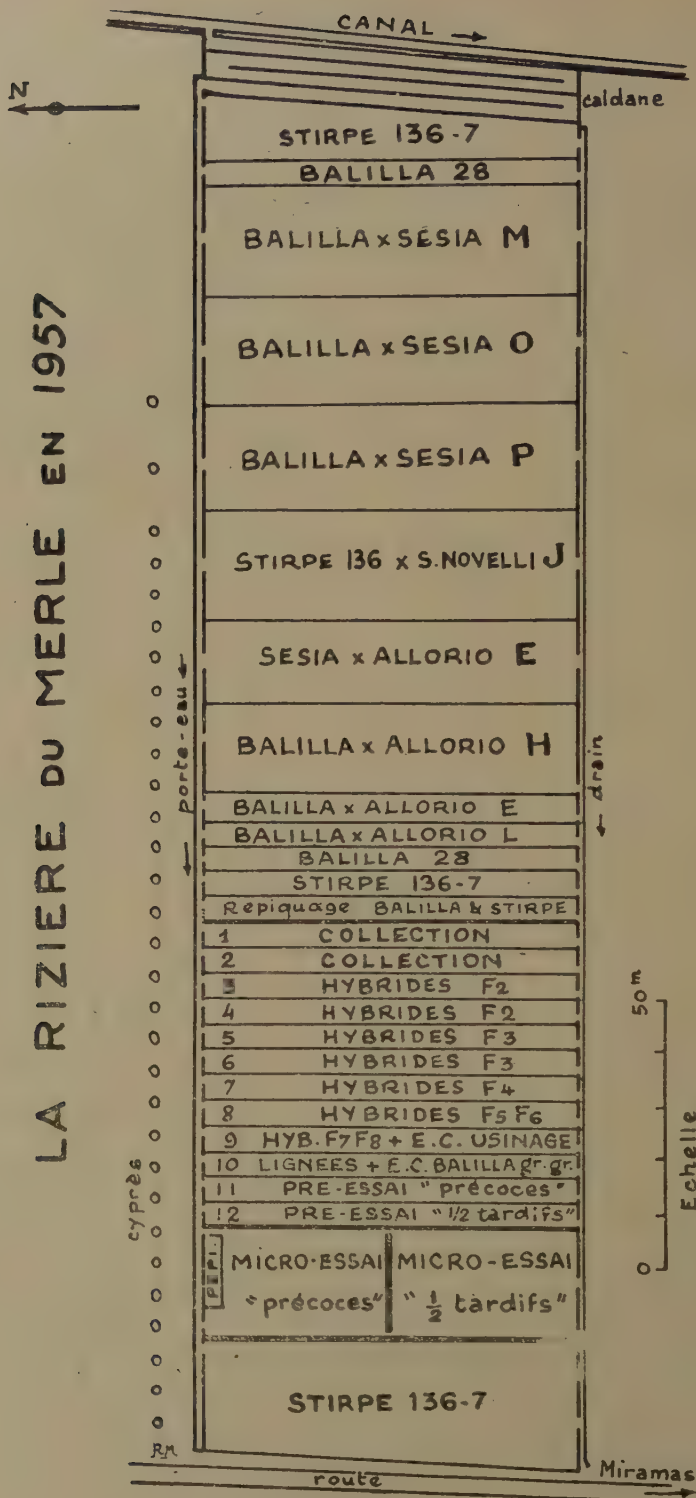 CANAL
N
caldane
STIRPE 136-7
BALILLA 28
BALILLA x SÉSIA M
BALILLA x SESIA O
BALILLA x SESIA P
STIRPE 136 x S.NOVELLI J
SESIA x ALLORIO E
BALILLA x ALLORIO H
BALILLA x ALLORIO E
BALILLA x ALLORIO L
BALILLA 28
STIRPE 136-7
Repiquage BALILLA & STIRPE
1 COLLECTION
2 COLLECTION
3 HYBRIDES F2
4 HYBRIDES F2
5 HYBRIDES F3
6 HYBRIDES F3
7 HYBRIDES F4
8 HYBRIDES F5 F6
9 HYB. F7 F8 + E.C. USINAGE
10 LIGNÉES + E.C. BALILLA gr. gr.
11 PRE-ESSAI "précoces"
12 PRE-ESSAI "1/2 tardifs"
PÉPI.
MICRO-ESSAI "précoces"
MICRO-ESSAI "1/2 tardifs"
STIRPE 136-7
LA RIZIERE DU MERLE EN 1957
porte-eau
drain
cyprès
50m
0
Echelle
RM
route
Miramas